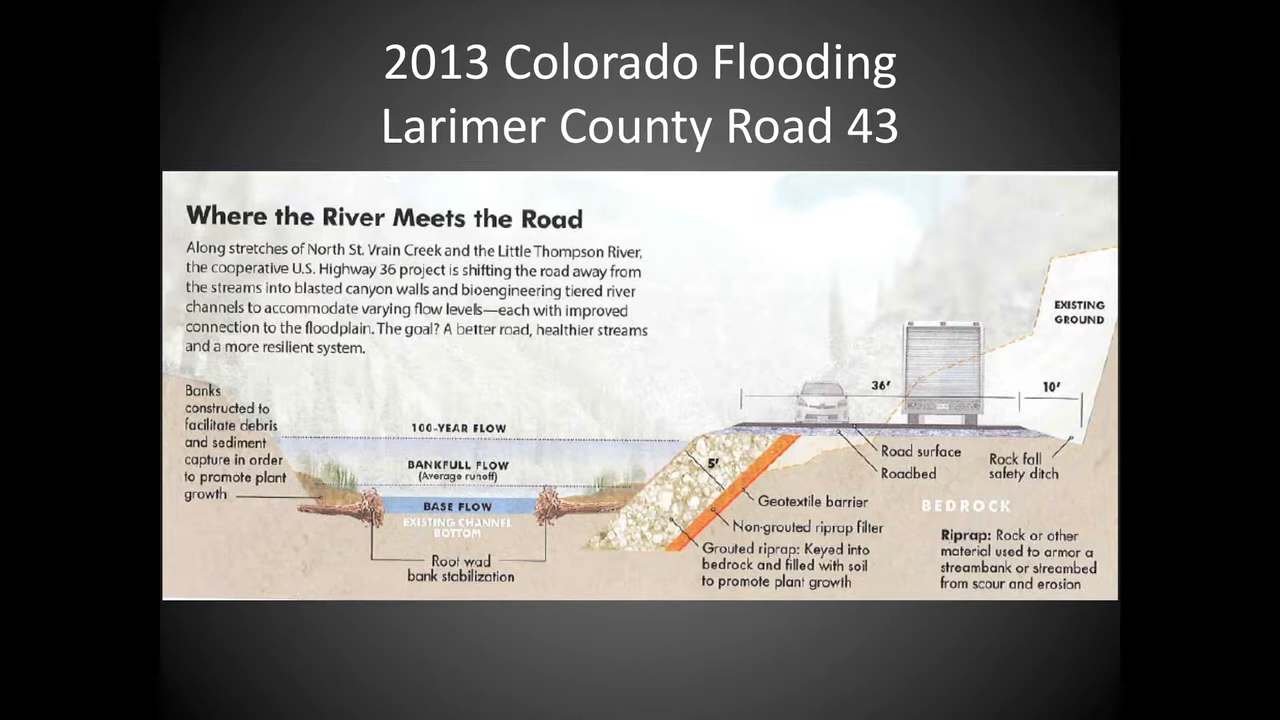 2013 Colorado Flooding
Larimer County Road 43
Where the River Meets the Road
Along stretches of North St. Vrain Creek and the Little Thompson River,
the cooperative U.S. Highway 36 project is shifting the road away from
the streams into blasted canyon walls and bioengineering tiered river
channels to accommodate varying flow levels—each with improved
connection to the floodplain. The goal? A better road, healthier streams
and a more resilient system.
Banks
constructed to
facilitate debris
and sediment
capture in order
to promote plant
growth
100-YEAR FLOW
BANKFULL FLOW
(Average runoff)
BASE FLOW
EXISTING CHANNEL
BOTTOM
Root wad
bank stabilization
EXISTING
GROUND
36'
10'
5'
Road surface
Roadbed
Rock fall
safety ditch
Geotextile barrier
Non-grouted riprap filter
Grouted riprap: Keyed into
bedrock and filled with soil
to promote plant growth
BEDROCK
Riprap: Rock or other
material used to armor a
streambank or streambed
from scour and erosion